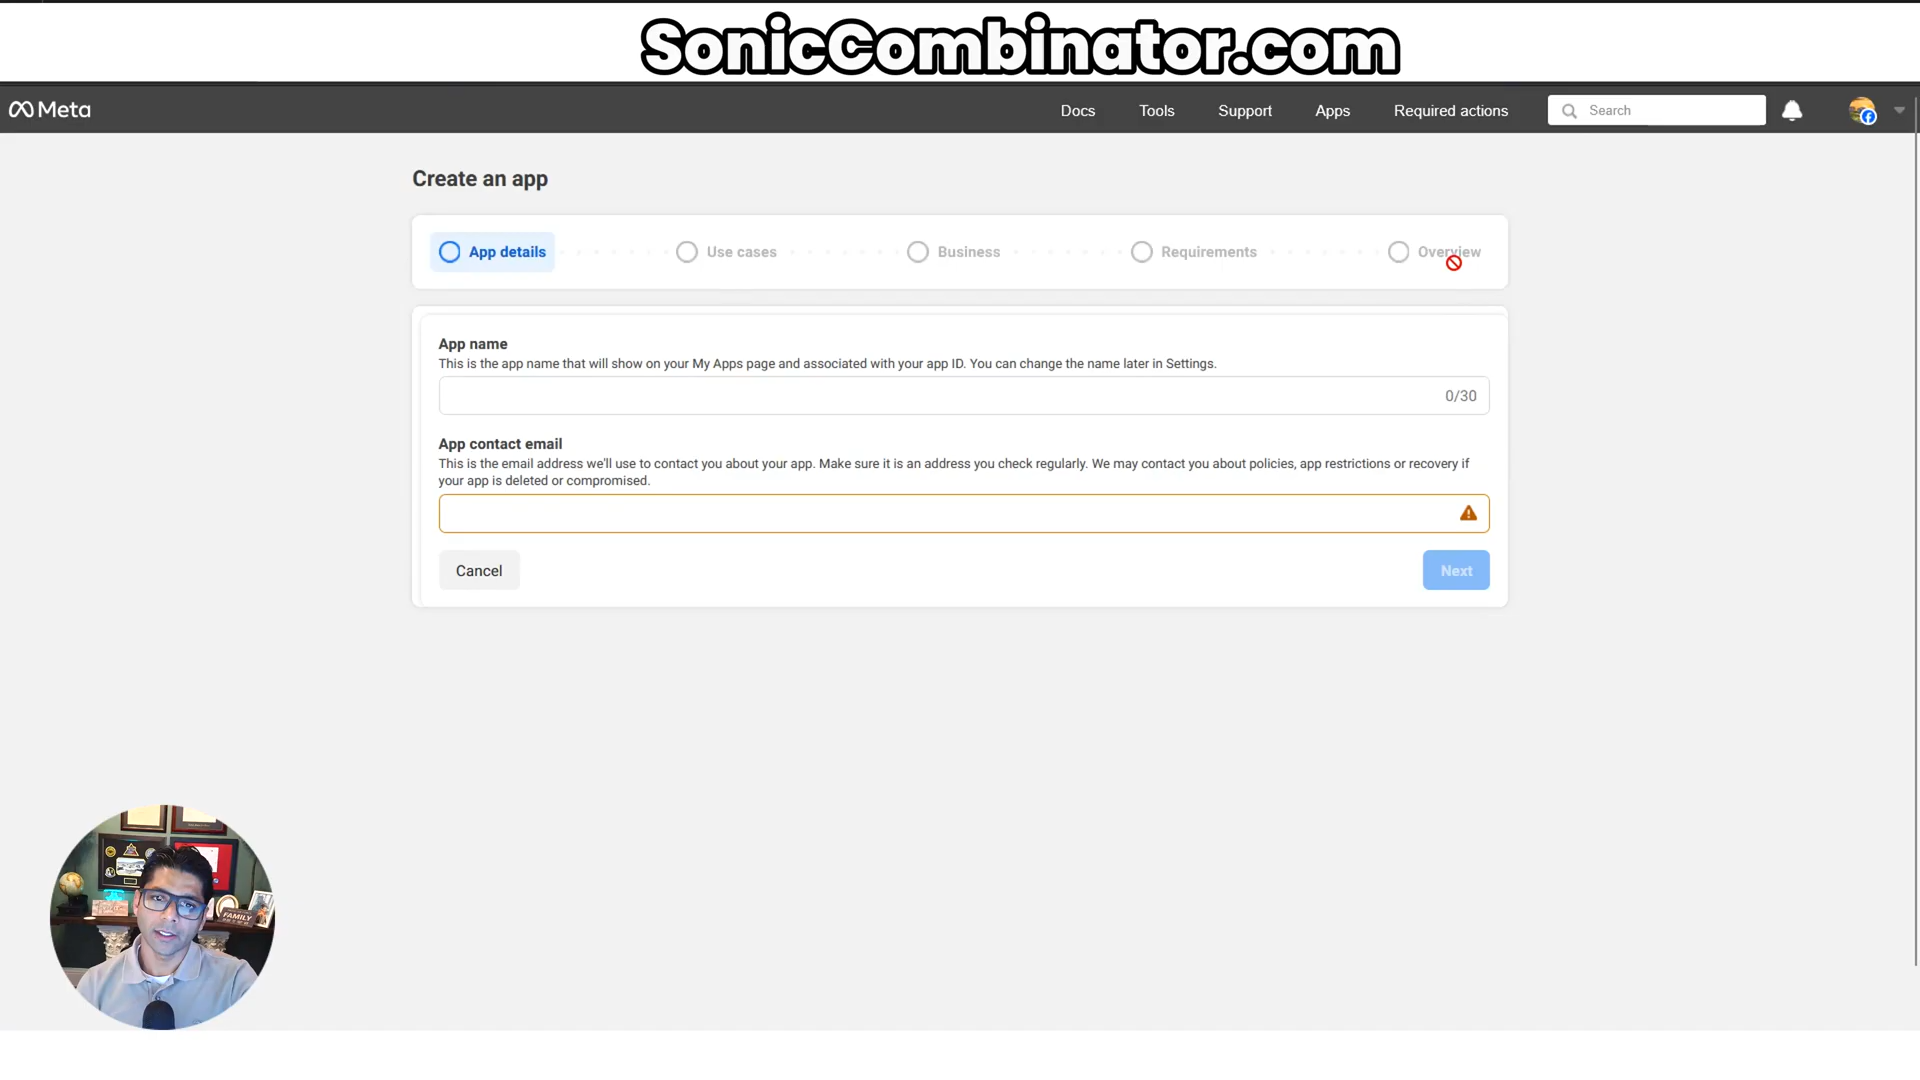 SonicCombinator.com
Meta
Docs
Tools
Support
Apps
Required actions
Search
Create an app
App details
Use cases
Business
Requirements
Overview
App name
This is the app name that will show on your My Apps page and associated with your app ID. You can change the name later in Settings.
0/30
App contact email
This is the email address we'll use to contact you about your app. Make sure it is an address you check regularly. We may contact you about policies, app restrictions or recovery if
your app is deleted or compromised.
Cancel
Next
FAMILY